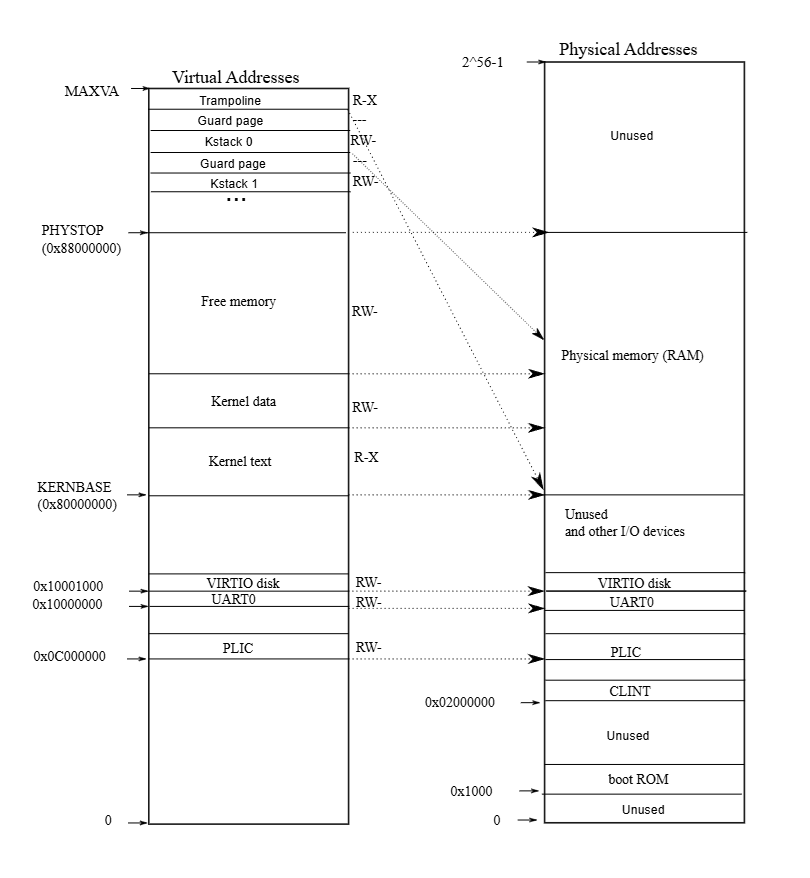 Physical Addresses
2^56-1
Virtual Addresses
MAXVA
Trampoline
R-X
Guard page
---
Unused
Kstack 0
RW-
Guard page
---
Kstack 1
RW-
...
PHYSTOP
(0x88000000)
Free memory
RW-
Physical memory (RAM)
Kernel data
RW-
Kernel text
R-X
KERNBASE
(0x80000000)
Unused
and other I/O devices
0x10001000
VIRTIO disk
RW-
VIRTIO disk
0x10000000
UART0
RW-
UART0
0x0C000000
PLIC
RW-
PLIC
CLINT
0x02000000
Unused
boot ROM
0x1000
Unused
0
0